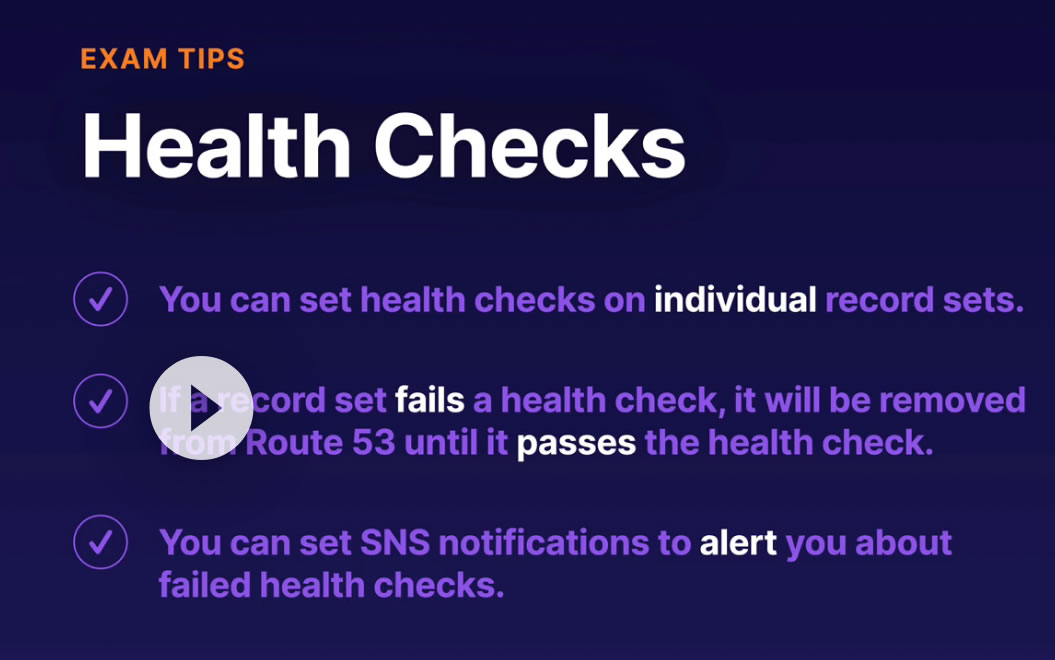 EXAM TIPS
Health Checks
You can set health checks on individual record sets.
If a record set fails a health check, it will be removed
from Route 53 until it passes the health check.
You can set SNS notifications to alert you about
failed health checks.